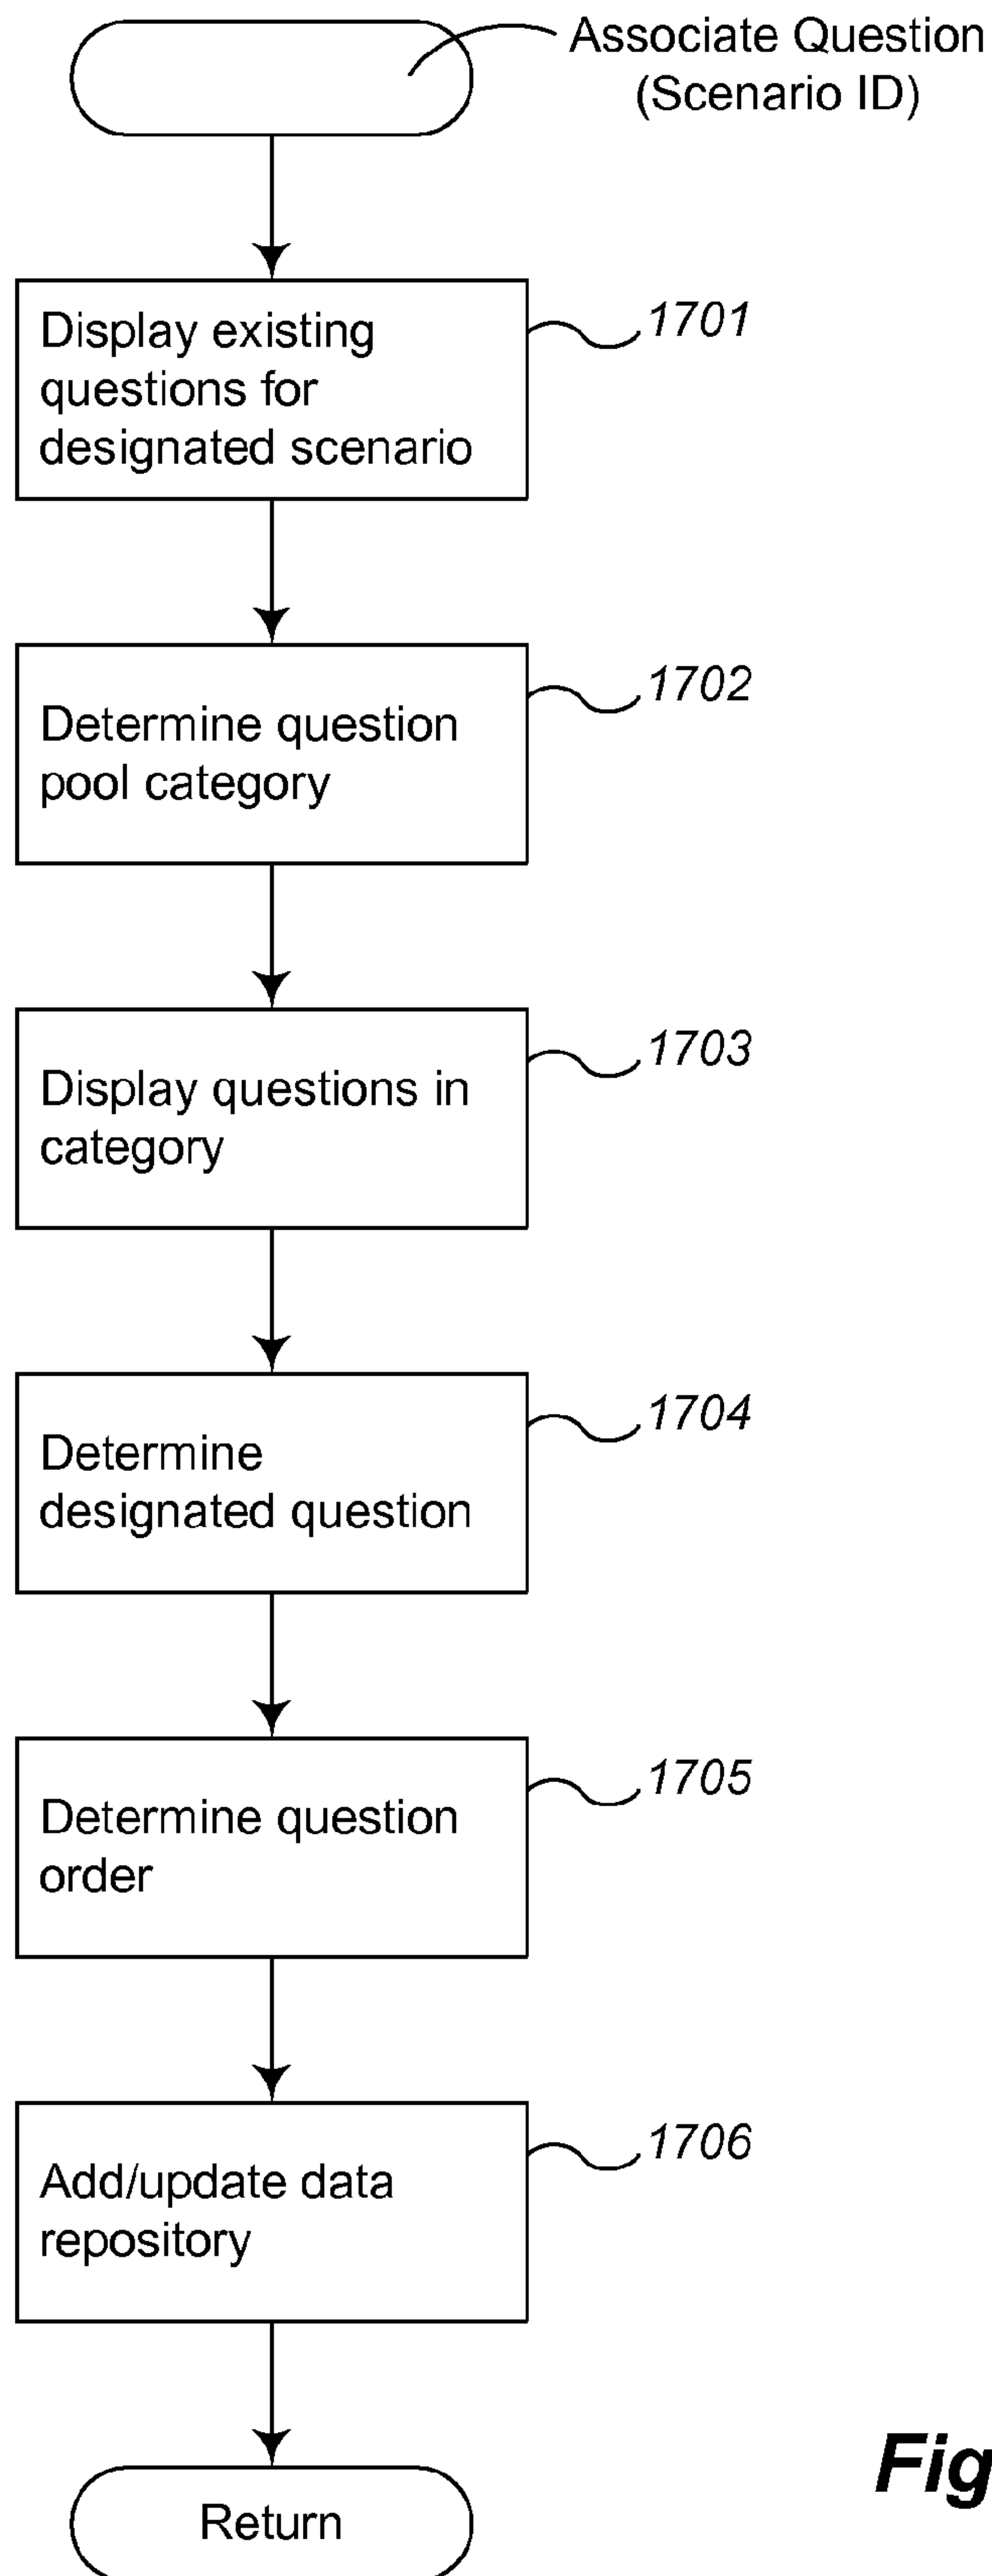 Associate Question
(Scenario ID)
Display existing
questions for
designated scenario
1701
Determine question
pool category
1702
Display questions in
category
1703
Determine
designated question
1704
Determine question
order
1705
Add/update data
repository
1706
Return
Fig